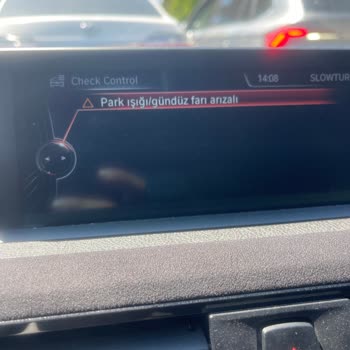 Check Control
14:08
SLOWTUR
Park ışığı/gündüz farı arızalı